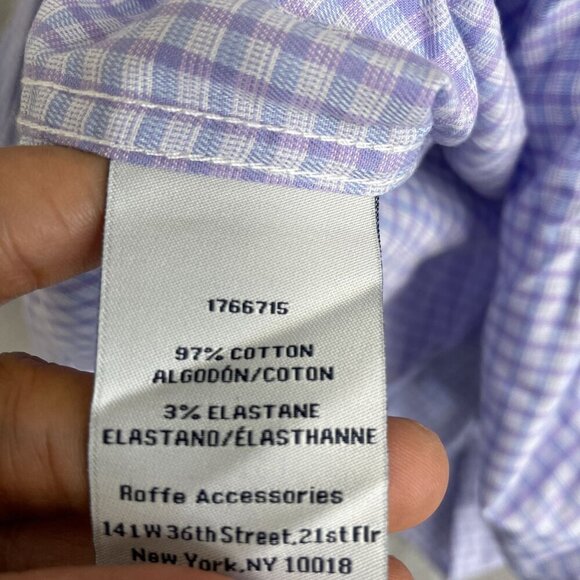 1766715
97% COTTON
ALGODÓN/COTON
3% ELASTANE
ELASTANO/ÉLASTHANNE
Roffe Accessories
141 W 36th Street, 21st Flr
New York, NY 10018